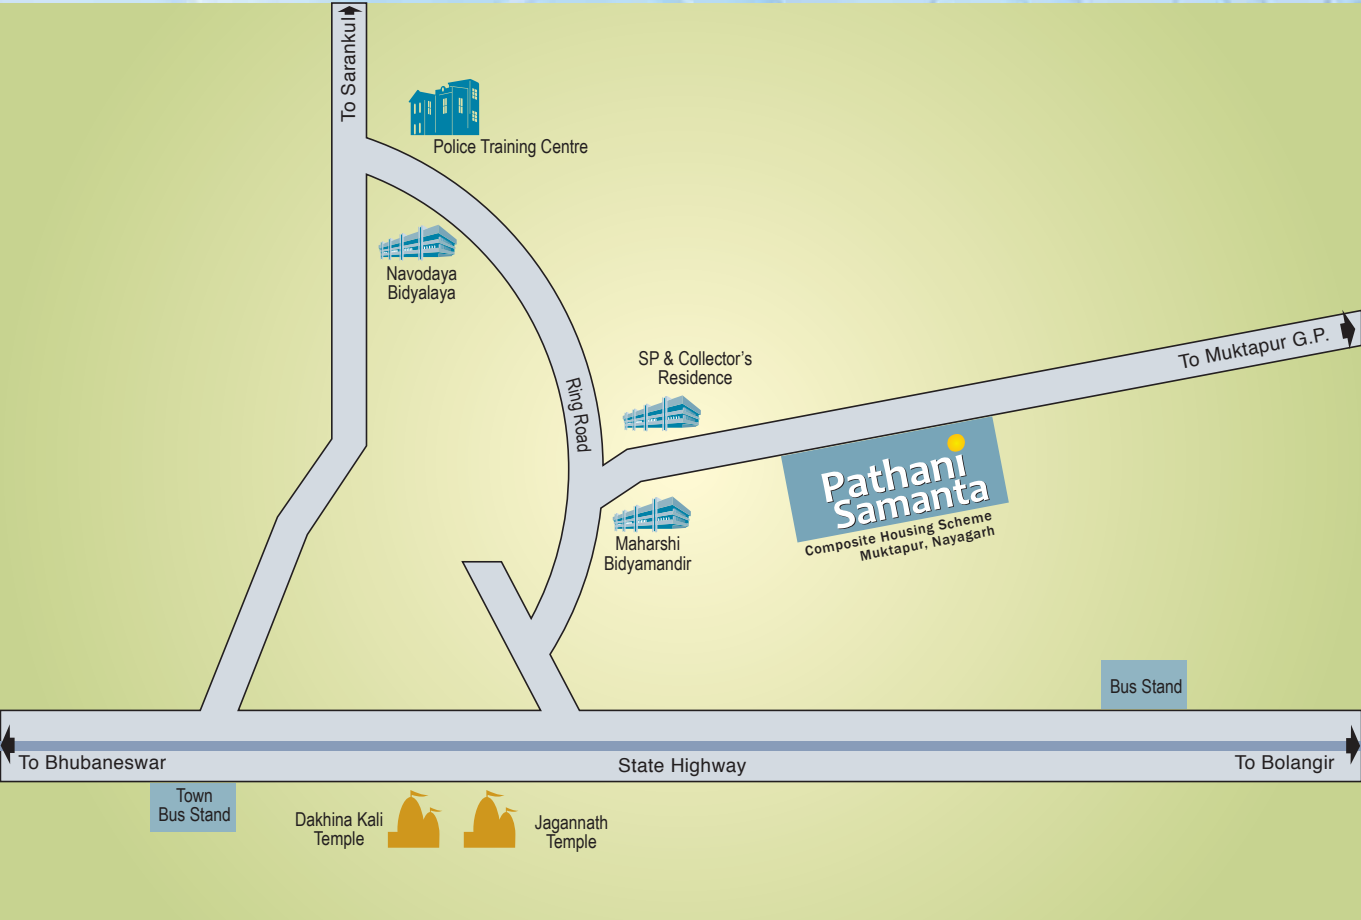 To Sarankul
Police Training Centre
Navodaya
Bidyalaya
SP & Collector's
Residence
Ring Road
To Muktapur G.P.
Pathani
Samanta
Composite Housing Scheme
Muktapur, Nayagarh
Maharshi
Bidyamandir
Bus Stand
To Bhubaneswar
State Highway
To Bolangir
Town
Bus Stand
Dakhina Kali
Temple
Jagannath
Temple